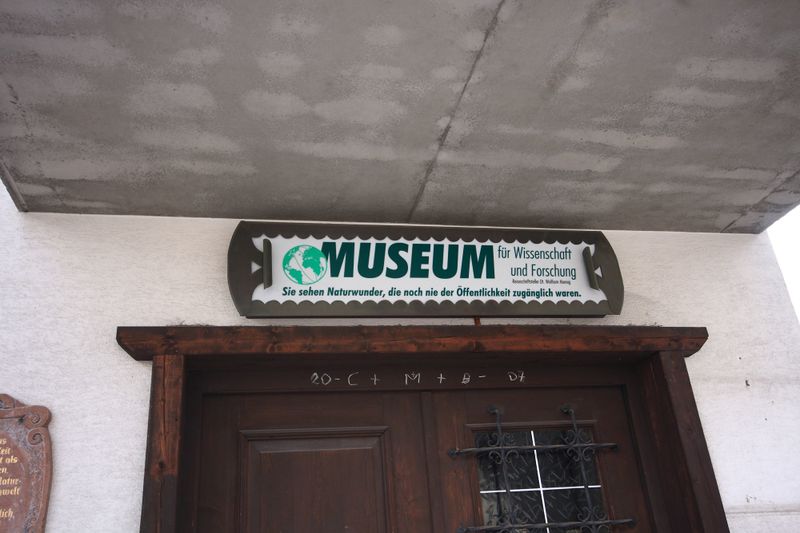 MUSEUM
für Wissenschaft
und Forschung
Sie sehen Naturwunder, die noch nie der Öffentlichkeit zugänglich waren.
20-C+M+B-07